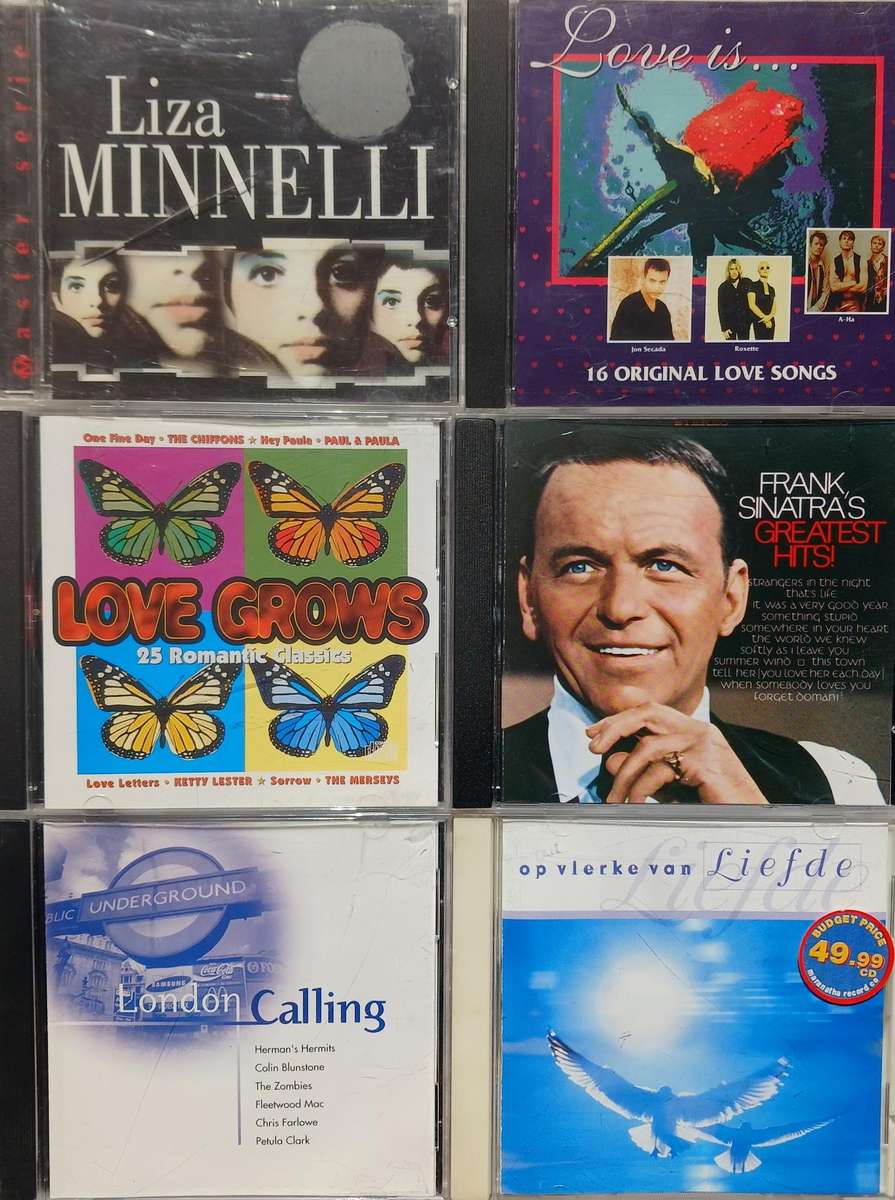 Master serie
Liza
MINNELLI
Love is...
Jon Secada
Roxette
A-Ha
16 ORIGINAL LOVE SONGS
One Fine Day • THE CHIFFONS ★ Hey Paula • PAUL & PAULA
LOVE GROWS
25 Romantic Classics
Love Letters • KETTY LESTER ★ Sorrow • THE MERSEYS
FRANK
SINATRA'S
GREATEST
HITS!
STRANGERS IN THE NIGHT
THAT'S LIFE
IT WAS A VERY GOOD YEAR
SOMETHING STUPID
SOMEWHERE IN YOUR HEART
THE WORLD WE KNEW
SOFTLY AS I LEAVE YOU
SUMMER WIND □ THIS TOWN
TELL HER [YOU LOVE HER EACH DAY]
WHEN SOMEBODY LOVES YOU
FORGET DOMANI
BLIC
UNDERGROUND
SAMSUNG
Coca-Cola
London Calling
Herman's Hermits
Colin Blunstone
The Zombies
Fleetwood Mac
Chris Farlowe
Petula Clark
op vlerke van Liefde
Liefde
BUDGET PRICE
49.99
CD
maranatha record co